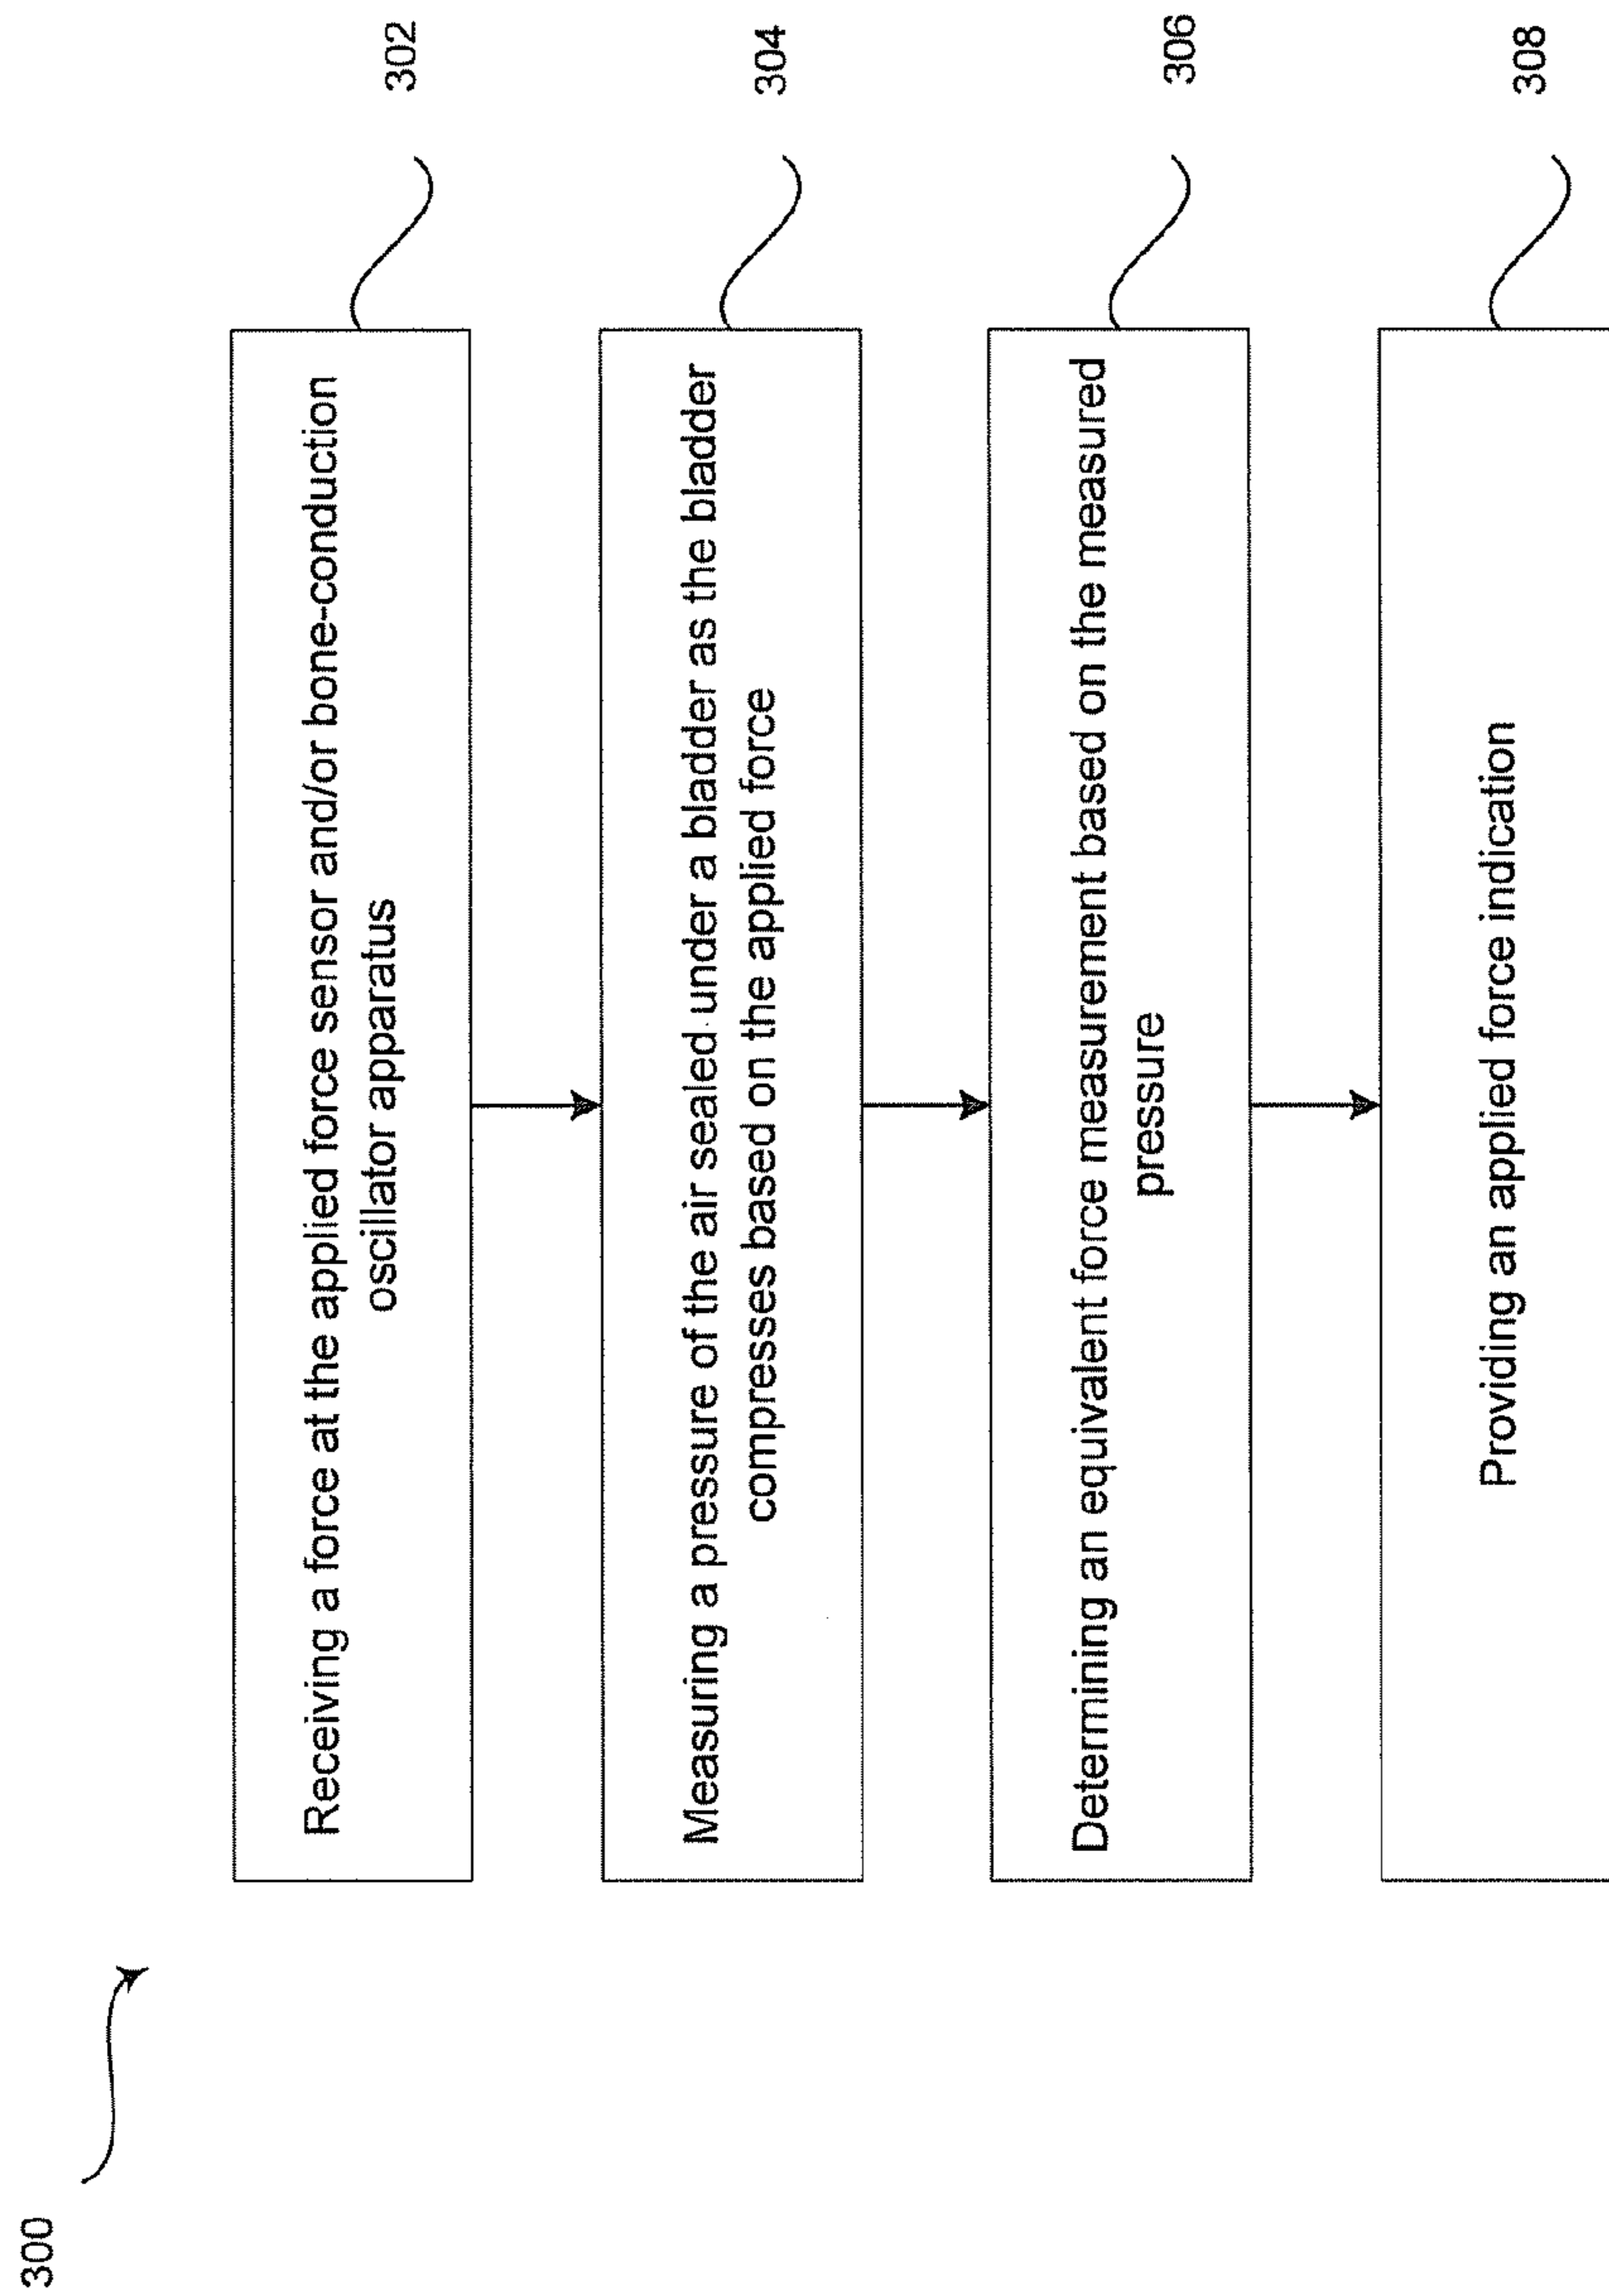 300
Receiving a force at the applied force sensor and/or bone-conduction
oscillator apparatus
302
Measuring a pressure of the air sealed under a bladder as the bladder
compresses based on the applied force
304
Determining an equivalent force measurement based on the measured
pressure
306
Providing an applied force indication
308